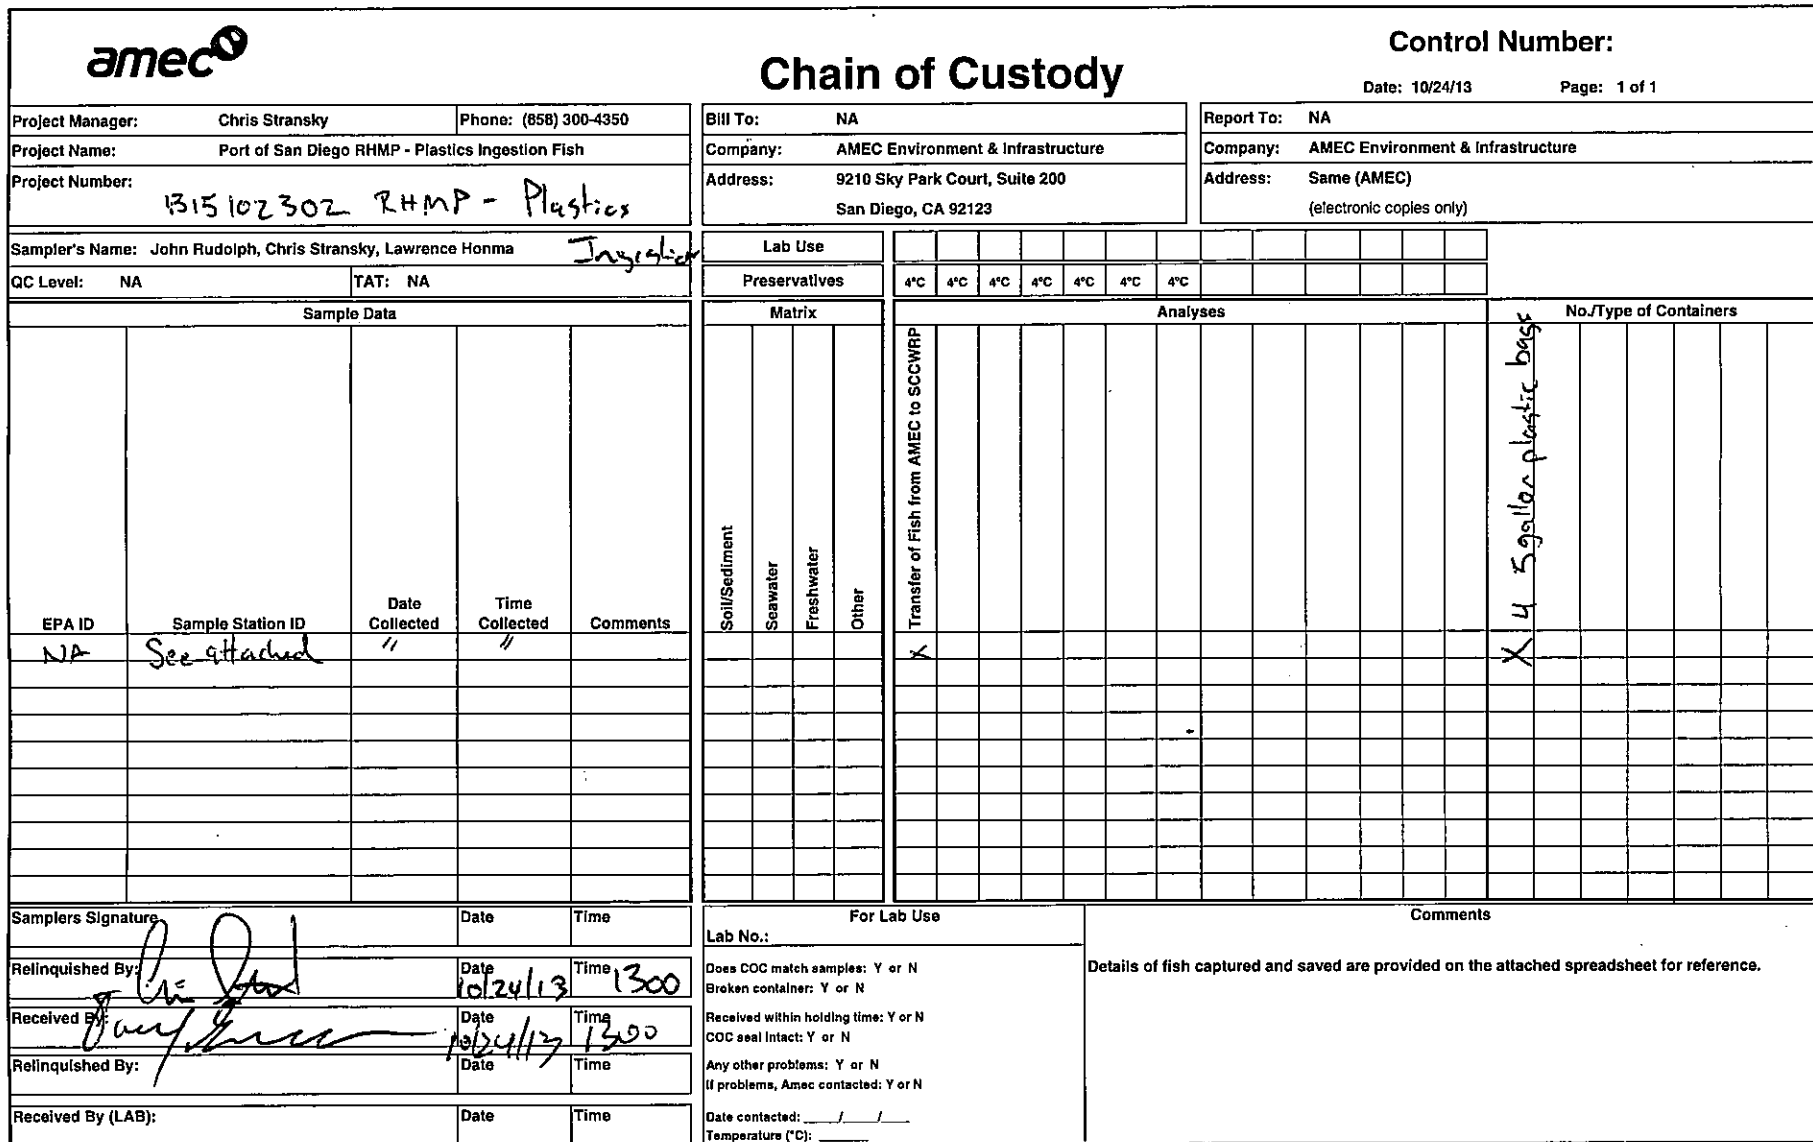 amec
Chain of Custody
Control Number:
Date: 10/24/13 Page: 1 of 1
Project Manager: Chris Stransky Phone: (858) 300-4350
Project Name: Port of San Diego RHMP - Plastics Ingestion Fish
Project Number: 1315102302 RHMP - Plastics
Ingestion
Bill To: NA
Company: AMEC Environment & Infrastructure
Address: 9210 Sky Park Court, Suite 200
San Diego, CA 92123
Report To: NA
Company: AMEC Environment & Infrastructure
Address: Same (AMEC)
(electronic copies only)
Sampler's Name: John Rudolph, Chris Stransky, Lawrence Honma
QC Level: NA TAT: NA
Lab Use
Preservatives 4°C 4°C 4°C 4°C 4°C 4°C 4°C
Sample Data Matrix Analyses No./Type of Containers
EPA ID Sample Station ID Date Collected Time Collected Comments
Soil/Sediment
Seawater
Freshwater
Other
Transfer of Fish from AMEC to SCCWRP
4 5gallon plastic bags
NA See attached " " X X
Samplers Signature Date Time
Relinquished By: Date 10/24/13 Time 1300
Received By: Date 10/24/13 Time 1300
Relinquished By: Date Time
Received By (LAB): Date Time
For Lab Use
Lab No.:
Does COC match samples: Y or N
Broken container: Y or N
Received within holding time: Y or N
COC seal intact: Y or N
Any other problems: Y or N
If problems, Amec contacted: Y or N
Date contacted: ____/____/____
Temperature (°C): ______
Comments
Details of fish captured and saved are provided on the attached spreadsheet for reference.